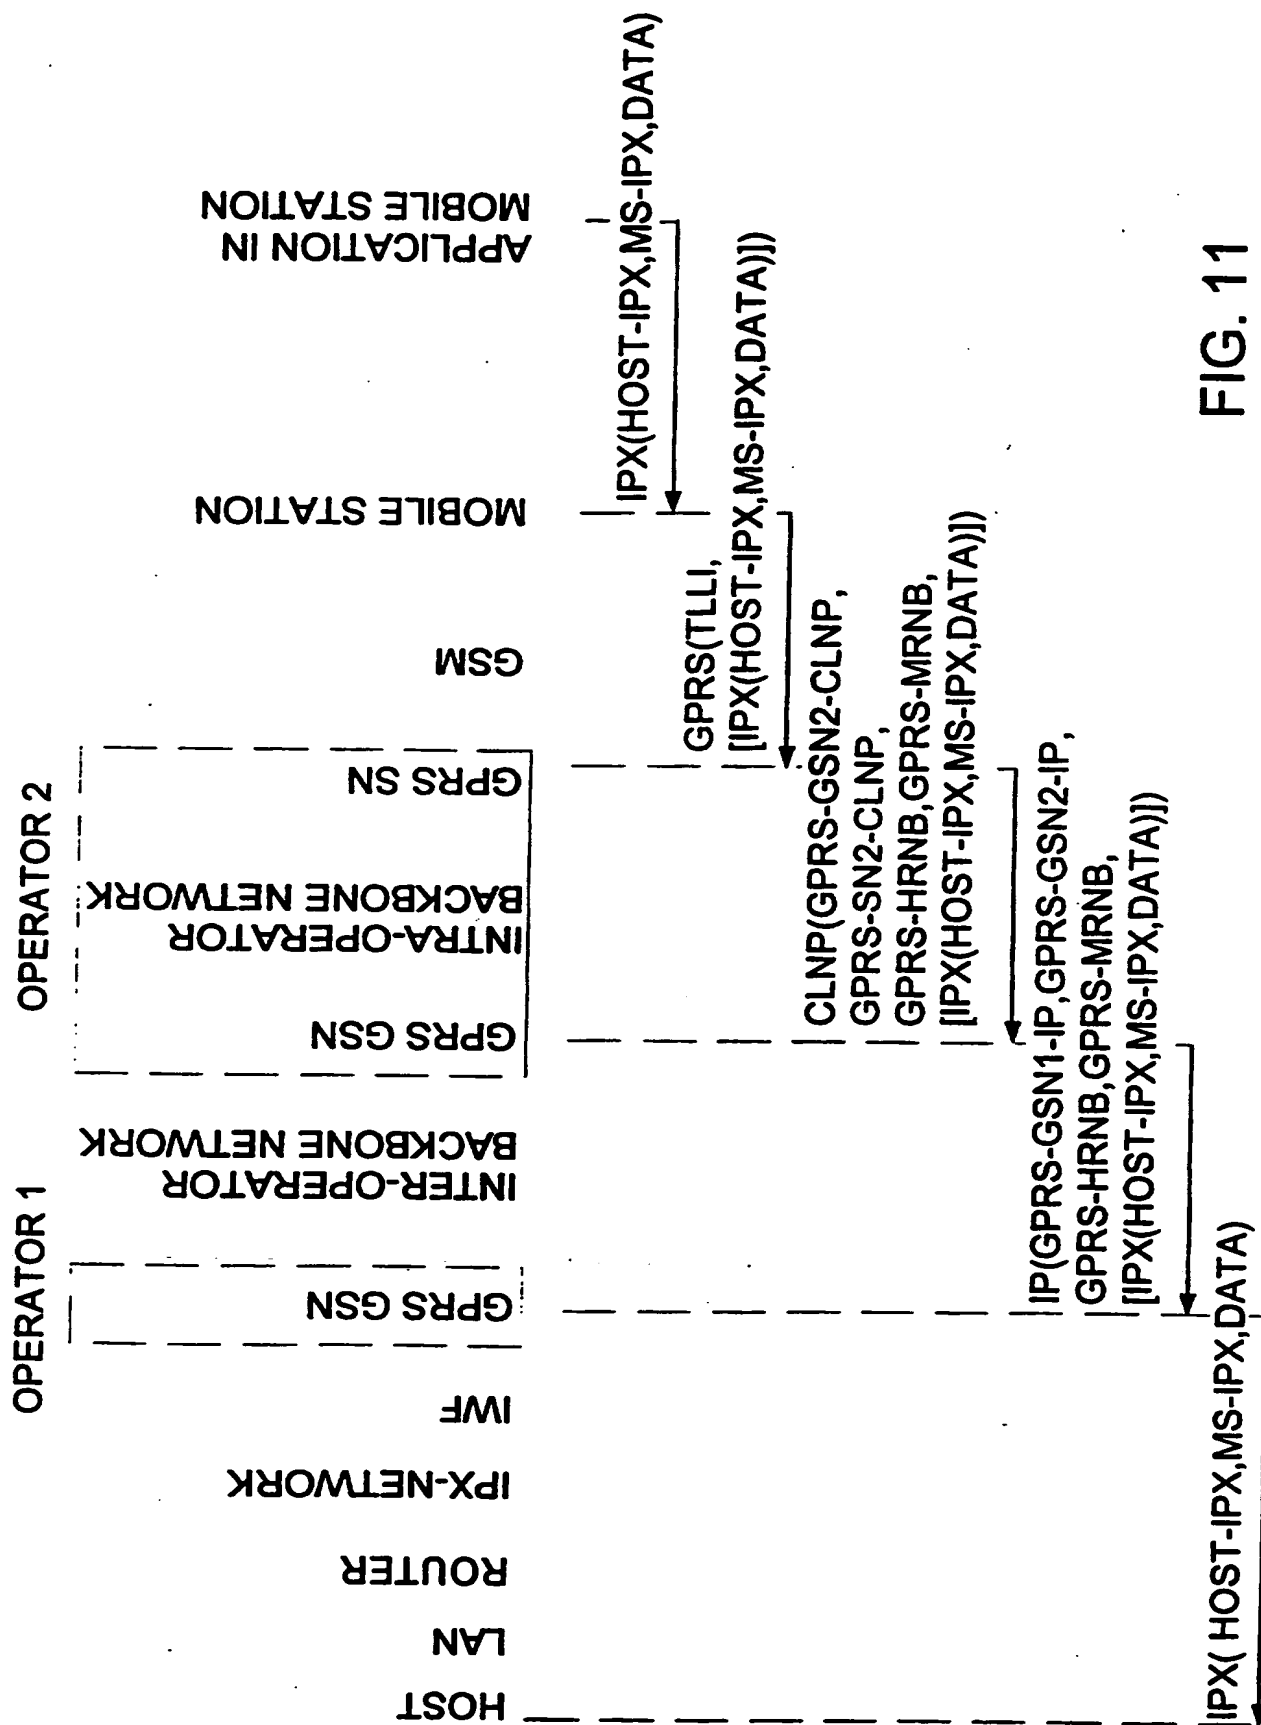 OPERATOR 1
OPERATOR 2
HOST
LAN
ROUTER
IPX-NETWORK
IWF
GPRS GSN
INTER-OPERATOR
BACKBONE NETWORK
GPRS GSN
INTRA-OPERATOR
BACKBONE NETWORK
GPRS SN
GSM
MOBILE STATION
APPLICATION IN
MOBILE STATION
IPX(HOST-IPX,MS-IPX,DATA)
GPRS(TLLI,
[IPX(HOST-IPX,MS-IPX,DATA)])
CLNP(GPRS-GSN2-CLNP,
GPRS-SN2-CLNP,
GPRS-HRNB,GPRS-MRNB,
[IPX(HOST-IPX,MS-IPX,DATA)])
IP(GPRS-GSN1-IP,GPRS-GSN2-IP,
GPRS-HRNB,GPRS-MRNB,
[IPX(HOST-IPX,MS-IPX,DATA)])
IPX( HOST-IPX,MS-IPX,DATA)
FIG. 11